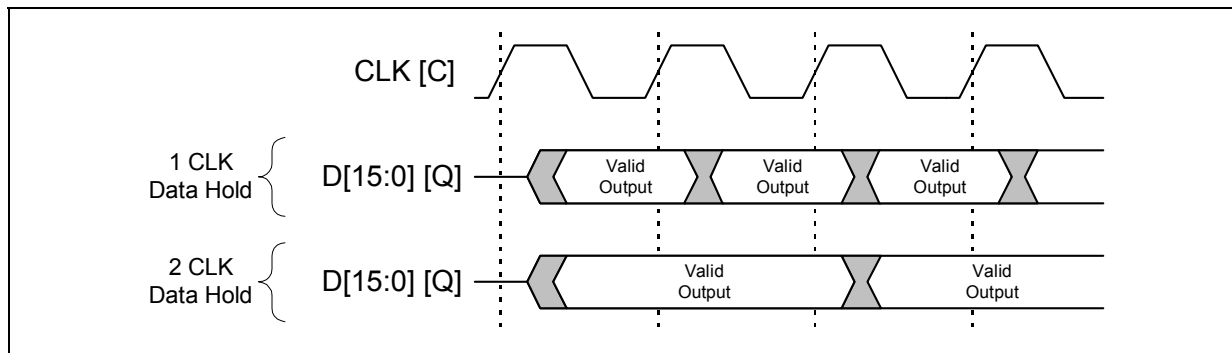 CLK [C]
1 CLK
Data Hold
D[15:0] [Q]
Valid
Output
Valid
Output
Valid
Output
2 CLK
Data Hold
D[15:0] [Q]
Valid
Output
Valid
Output